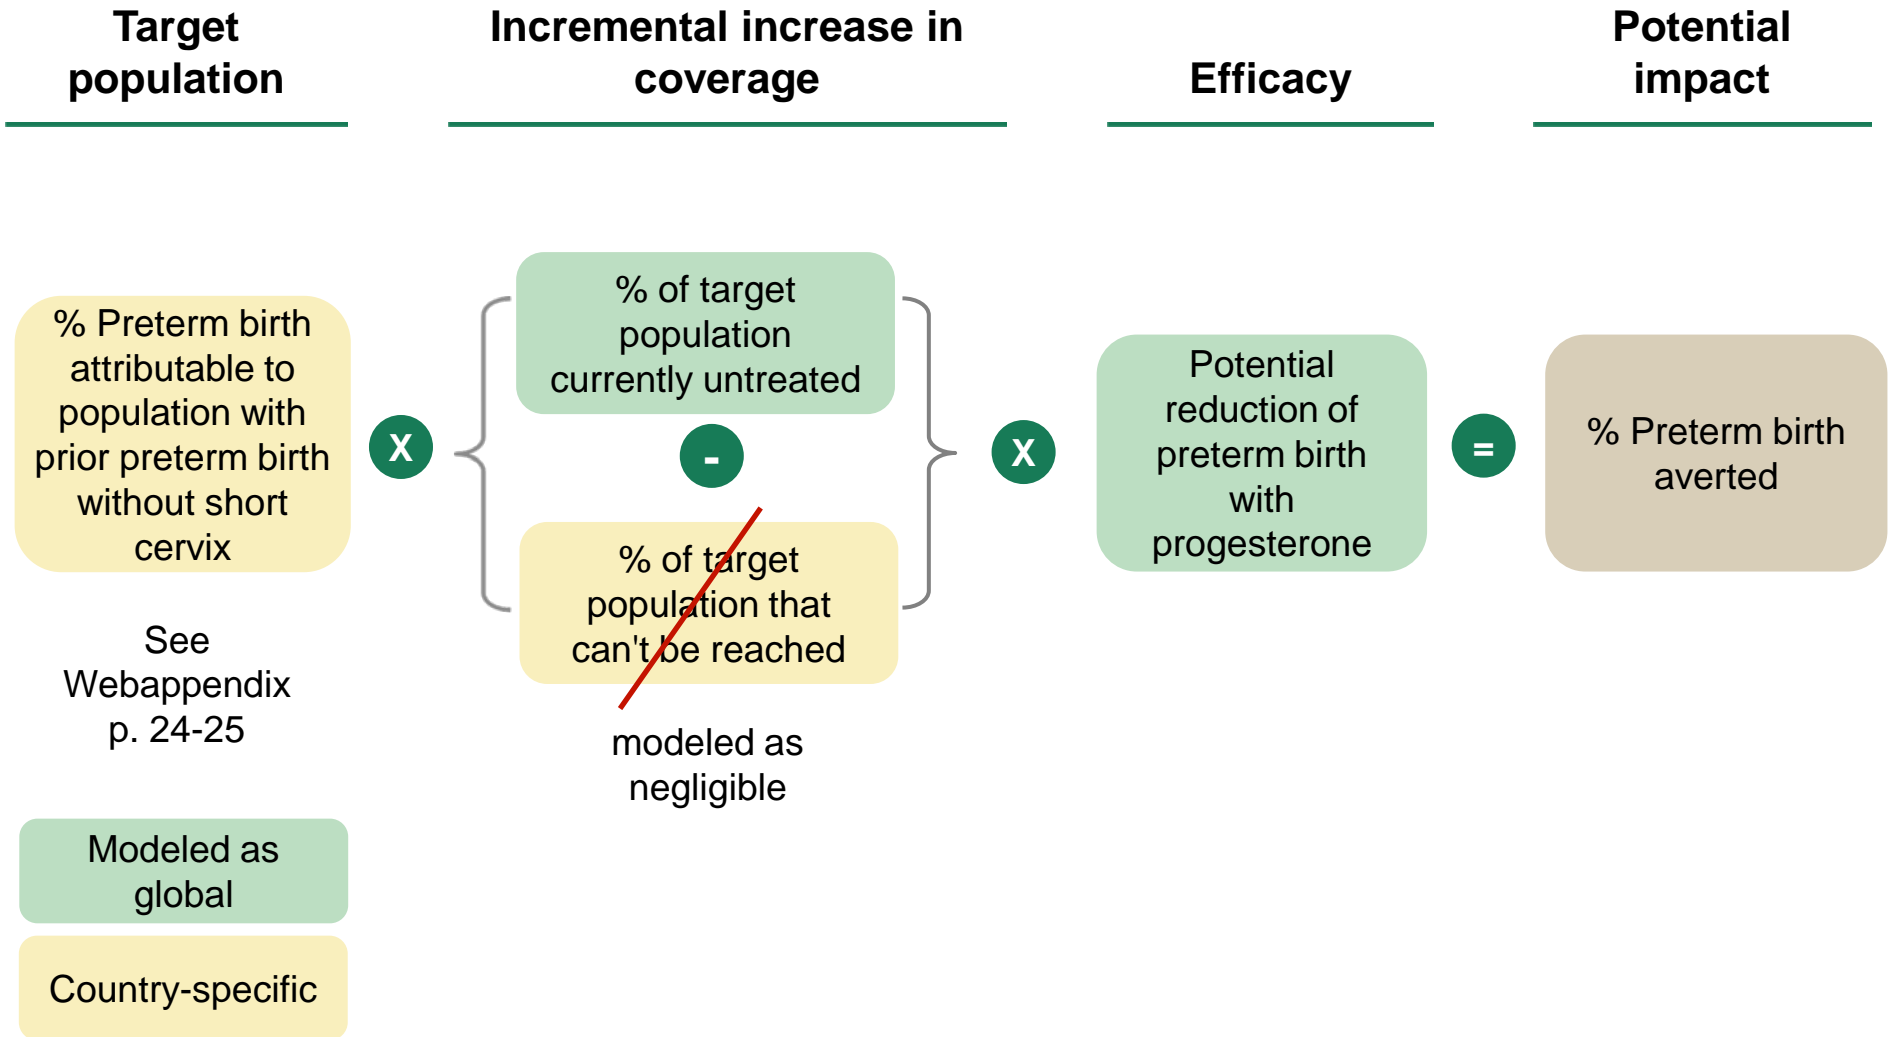 Target
population
Incremental increase in
coverage
Efficacy
Potential
impact
% Preterm birth
attributable to
population with
prior preterm birth
without short
cervix
X
% of target
population
currently untreated
-
% of target
population that
can't be reached
modeled as
negligible
X
Potential
reduction of
preterm birth
with
progesterone
=
% Preterm birth
averted
See
Webappendix
p. 24-25
Modeled as
global
Country-specific